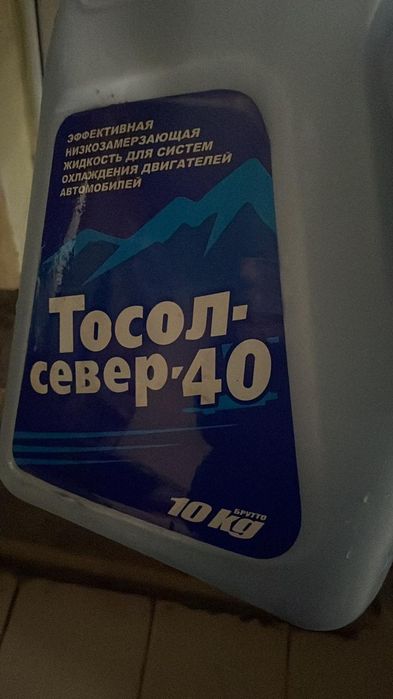 ЭФФЕКТИВНАЯ
НИЗКОЗАМЕРЗАЮЩАЯ
ЖИДКОСТЬ ДЛЯ СИСТЕМ
ОХЛАЖДЕНИЯ ДВИГАТЕЛЕЙ
АВТОМОБИЛЕЙ
Тосол-
север-40
БРУТТО
10 kg